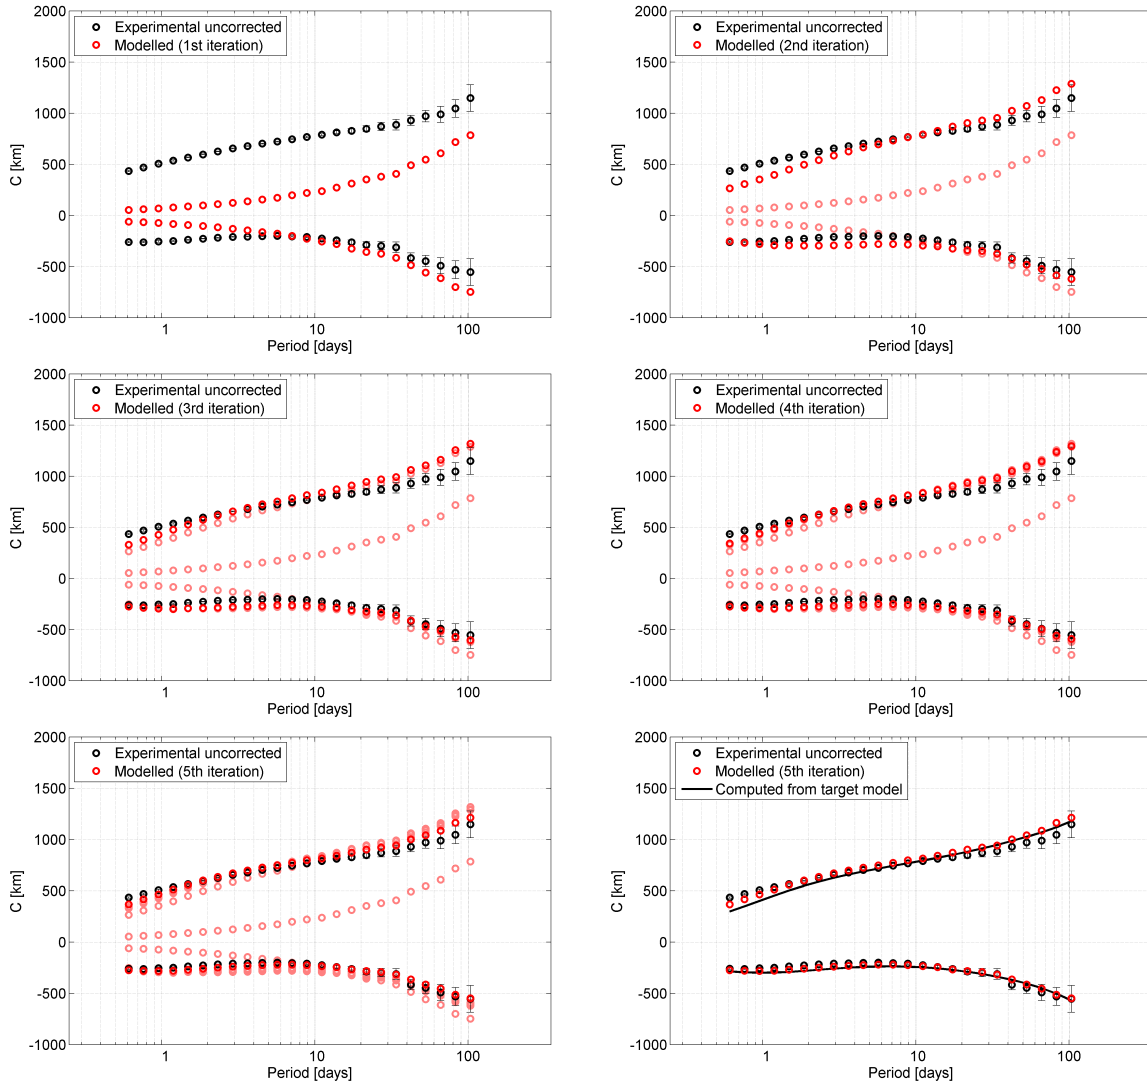 2000
1500
1000
500
0
-500
-1000
C [km]
Experimental uncorrected
Modelled (1st iteration)
1
10
100
Period [days]
2000
1500
1000
500
0
-500
-1000
C [km]
Experimental uncorrected
Modelled (2nd iteration)
1
10
100
Period [days]
2000
1500
1000
500
0
-500
-1000
C [km]
Experimental uncorrected
Modelled (3rd iteration)
1
10
100
Period [days]
2000
1500
1000
500
0
-500
-1000
C [km]
Experimental uncorrected
Modelled (4th iteration)
1
10
100
Period [days]
2000
1500
1000
500
0
-500
-1000
C [km]
Experimental uncorrected
Modelled (5th iteration)
1
10
100
Period [days]
2000
1500
1000
500
0
-500
-1000
C [km]
Experimental uncorrected
Modelled (5th iteration)
Computed from target model
1
10
100
Period [days]